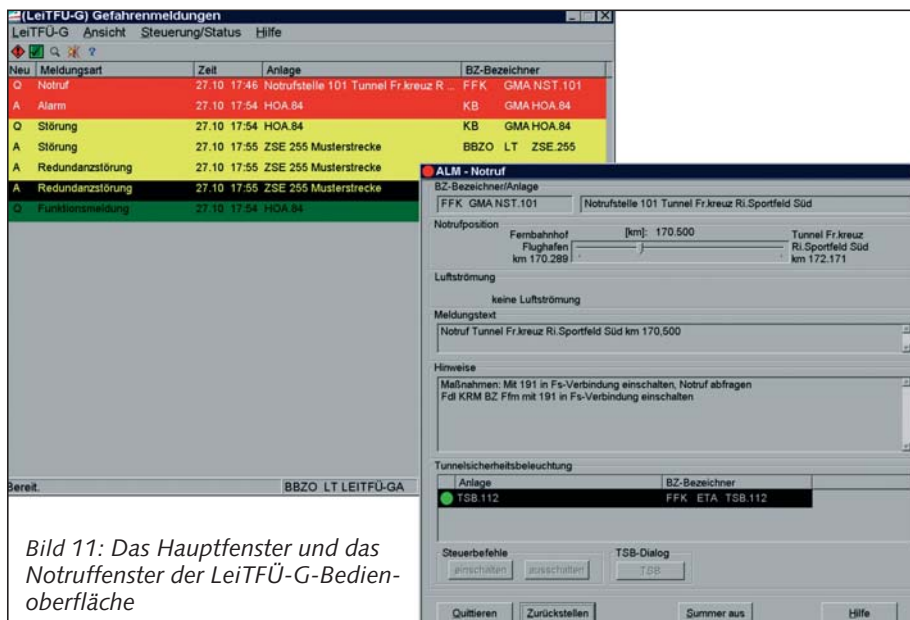 (LeiTFÜ-G) Gefahrenmeldungen
LeiTFÜ-G Ansicht Steuerung/Status Hilfe
?
Neu Meldungsart Zeit Anlage BZ-Bezeichner
Q Notruf 27.10 17:46 Notrufstelle 101 Tunnel Fr.kreuz R ... FFK GMA NST.101
A Alarm 27.10 17:54 HOA.84 KB GMA HOA.84
Q Störung 27.10 17:54 HOA.84 KB GMA HOA.84
A Störung 27.10 17:55 ZSE 255 Musterstrecke BBZO LT ZSE.255
A Redundanzstörung 27.10 17:55 ZSE 255 Musterstrecke
A Redundanzstörung 27.10 17:55 ZSE 255 Musterstrecke
Q Funktionsmeldung 27.10 17:54 HOA.84
Bereit. BBZO LT LEITFÜ-GA
ALM - Notruf
BZ-Bezeichner/Anlage
FFK GMA NST.101 Notrufstelle 101 Tunnel Fr.kreuz Ri.Sportfeld Süd
Notrufposition
Fernbahnhof [km]: 170.500 Tunnel Fr.kreuz
Flughafen Ri.Sportfeld Süd
km 170.289 km 172.171
Luftströmung
keine Luftströmung
Meldungstext
Notruf Tunnel Fr.kreuz Ri.Sportfeld Süd km 170,500
Hinweise
Maßnahmen: Mit 191 in Fs-Verbindung einschalten, Notruf abfragen
Fdl KRM BZ Ffm mit 191 in Fs-Verbindung einschalten
Tunnelsicherheitsbeleuchtung
Anlage BZ-Bezeichner
TSB.112 FFK ETA TSB.112
Steuerbefehle TSB-Dialog
einschalten ausschalten TSB
Quittieren Zurückstellen Summer aus Hilfe
Bild 11: Das Hauptfenster und das
Notruffenster der LeiTFÜ-G-Bedien-
oberfläche